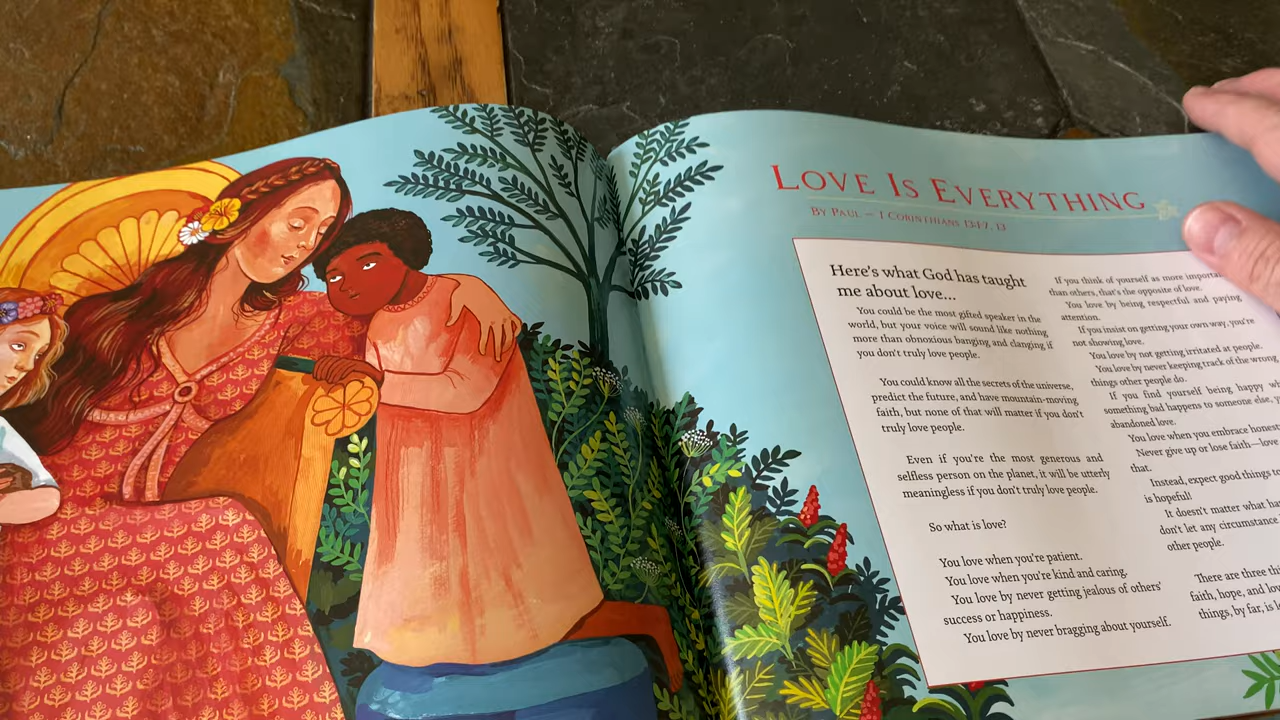 LOVE IS EVERYTHING
BY PAUL – 1 CORINTHIANS 13:1-7, 13
Here's what God has taught
me about love...
You could be the most gifted speaker in the
world, but your voice will sound like nothing
more than obnoxious banging and clanging if
you don't truly love people.
You could know all the secrets of the universe,
predict the future, and have mountain-moving
faith, but none of that will matter if you don't
truly love people.
Even if you're the most generous and
selfless person on the planet, it will be utterly
meaningless if you don't truly love people.
So what is love?
You love when you're patient.
You love when you're kind and caring.
You love by never getting jealous of others'
success or happiness.
You love by never bragging about yourself.
If you think of yourself as more
than others, that's the opposite of love.
You love by being respectful and paying
attention.
If you insist on getting your own way, you're
not showing love.
You love by not getting irritated at people.
You love by never keeping track of the wrong
things other people do.
If you find yourself being happy
something bad happens to someone else,
abandoned love.
You love when you embrace
Never give up or lose faith—love
that.
Instead, expect good things
is hopeful!
It doesn't matter what
don't let any circumstance
other people.
There are three
faith, hope, and
things, by far, is